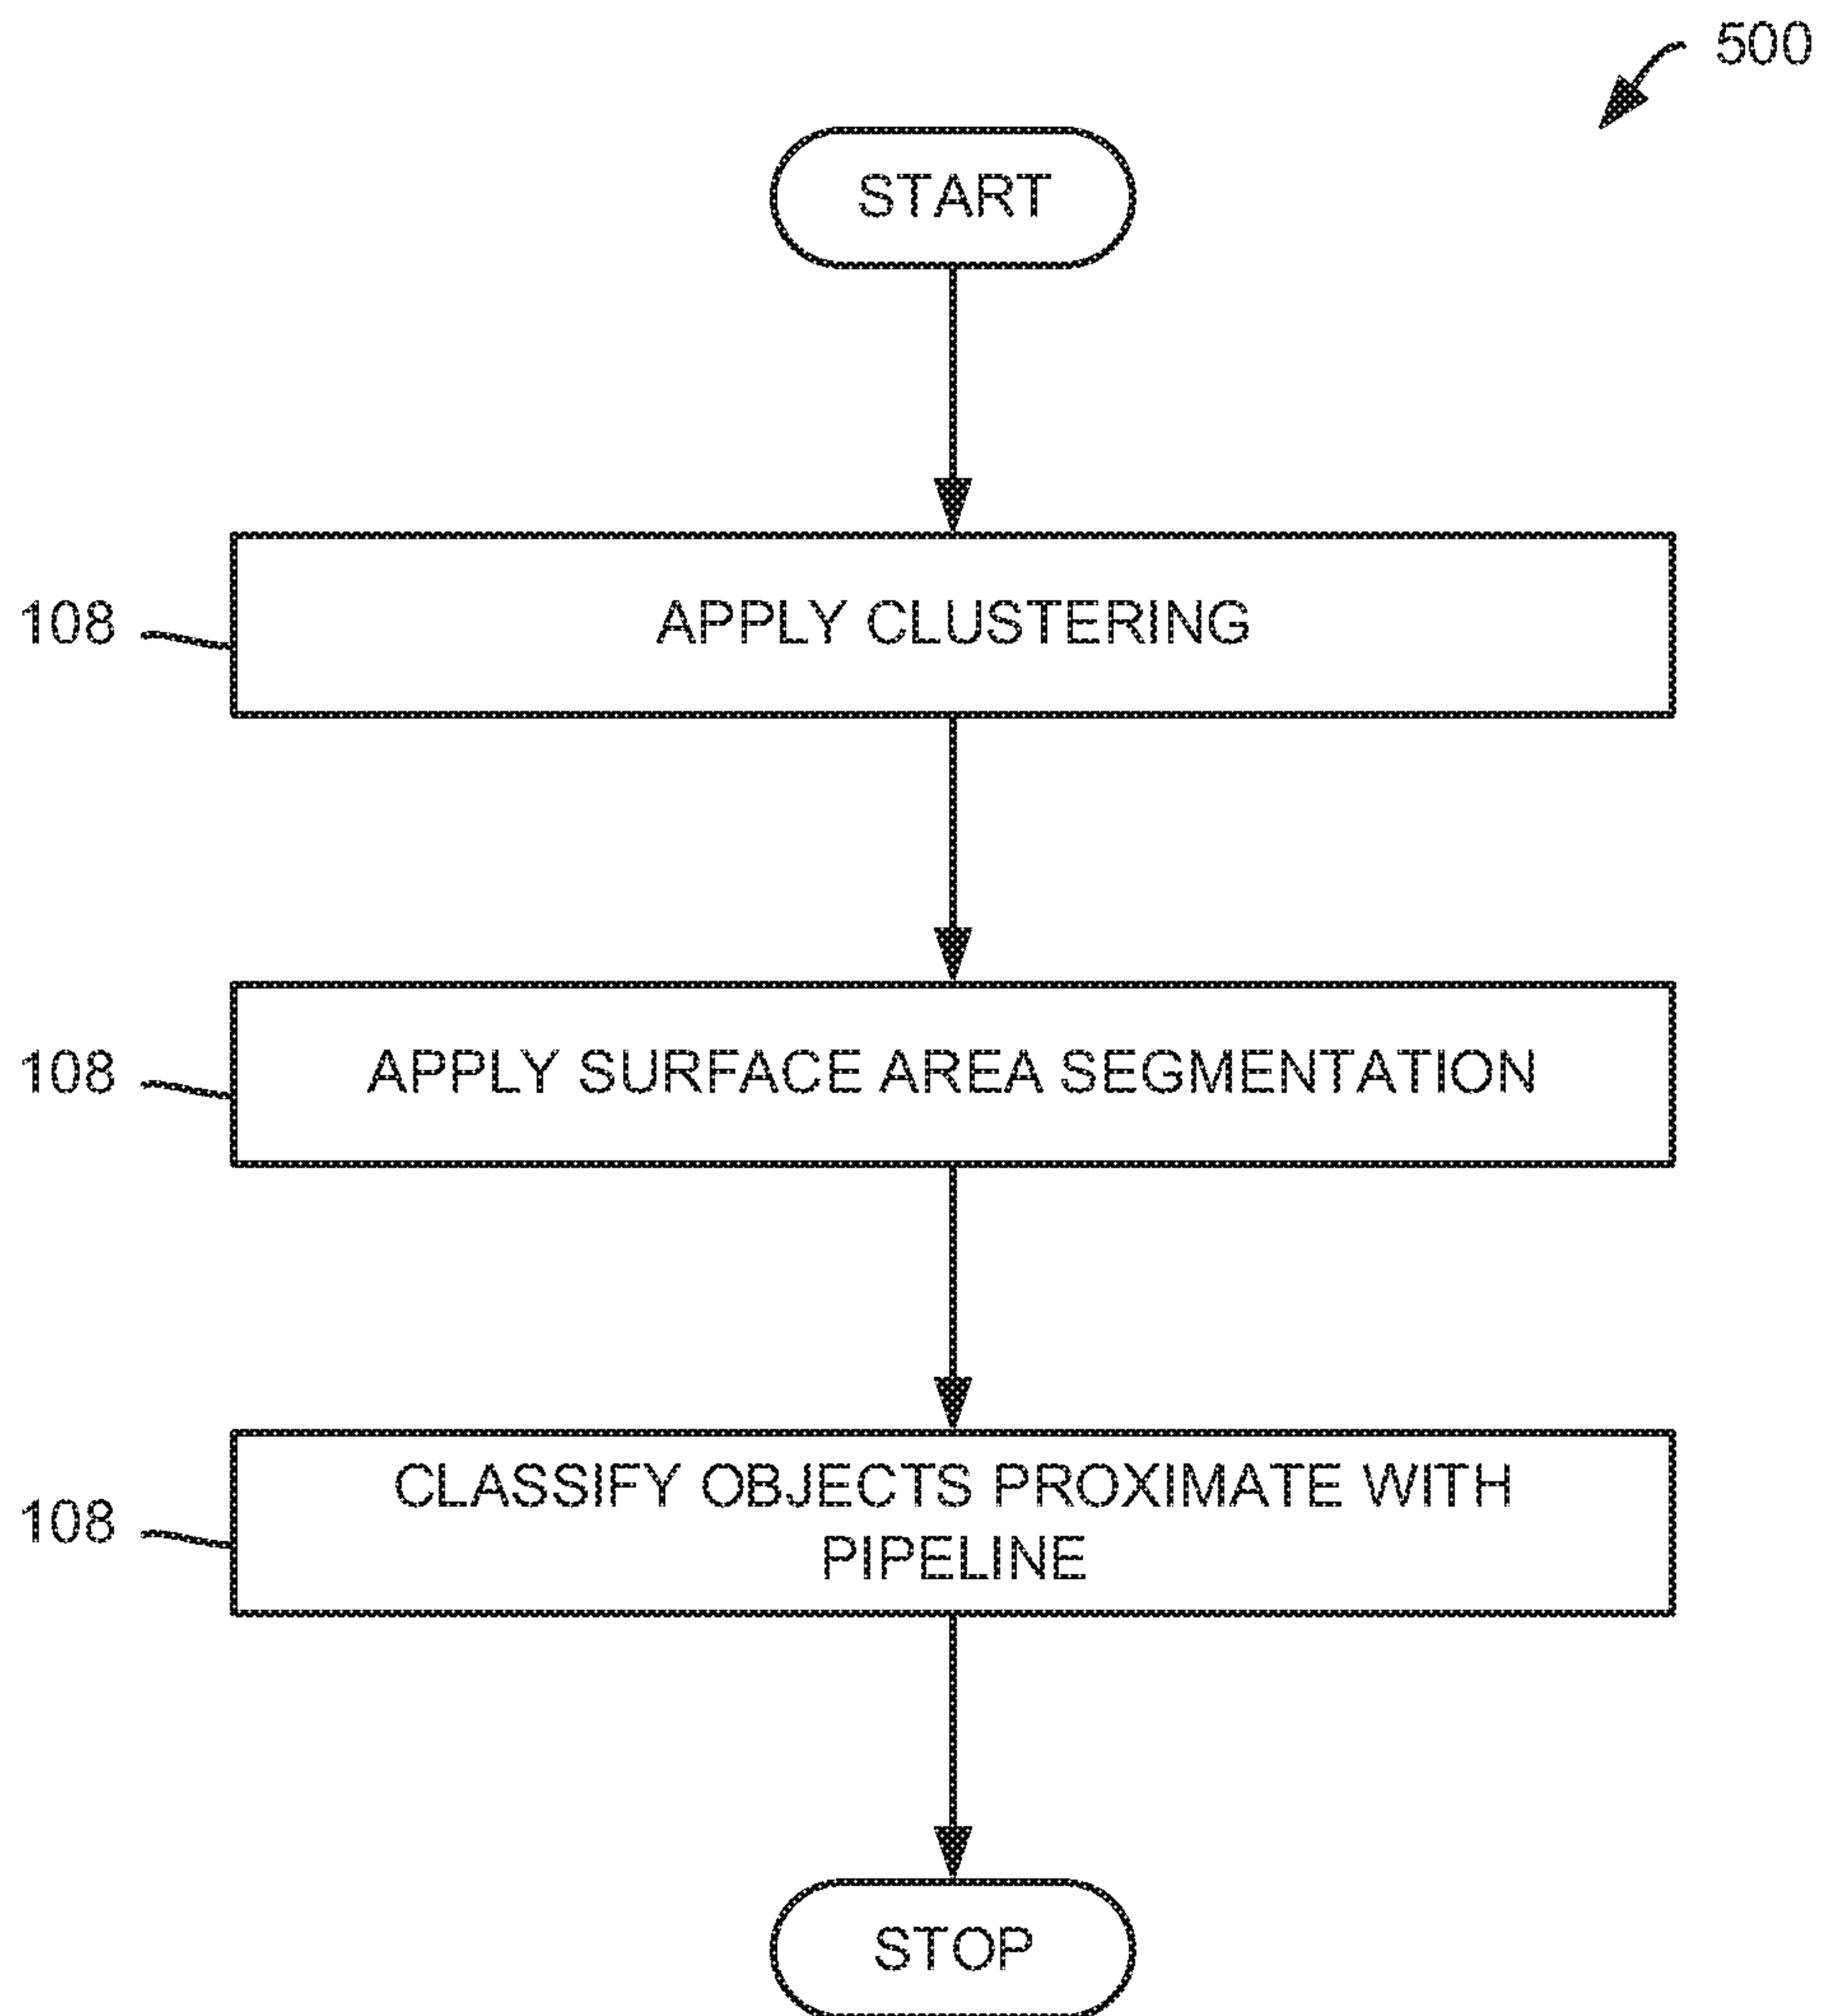 500
START
108
APPLY CLUSTERING
108
APPLY SURFACE AREA SEGMENTATION
108
CLASSIFY OBJECTS PROXIMATE WITH
PIPELINE
STOP